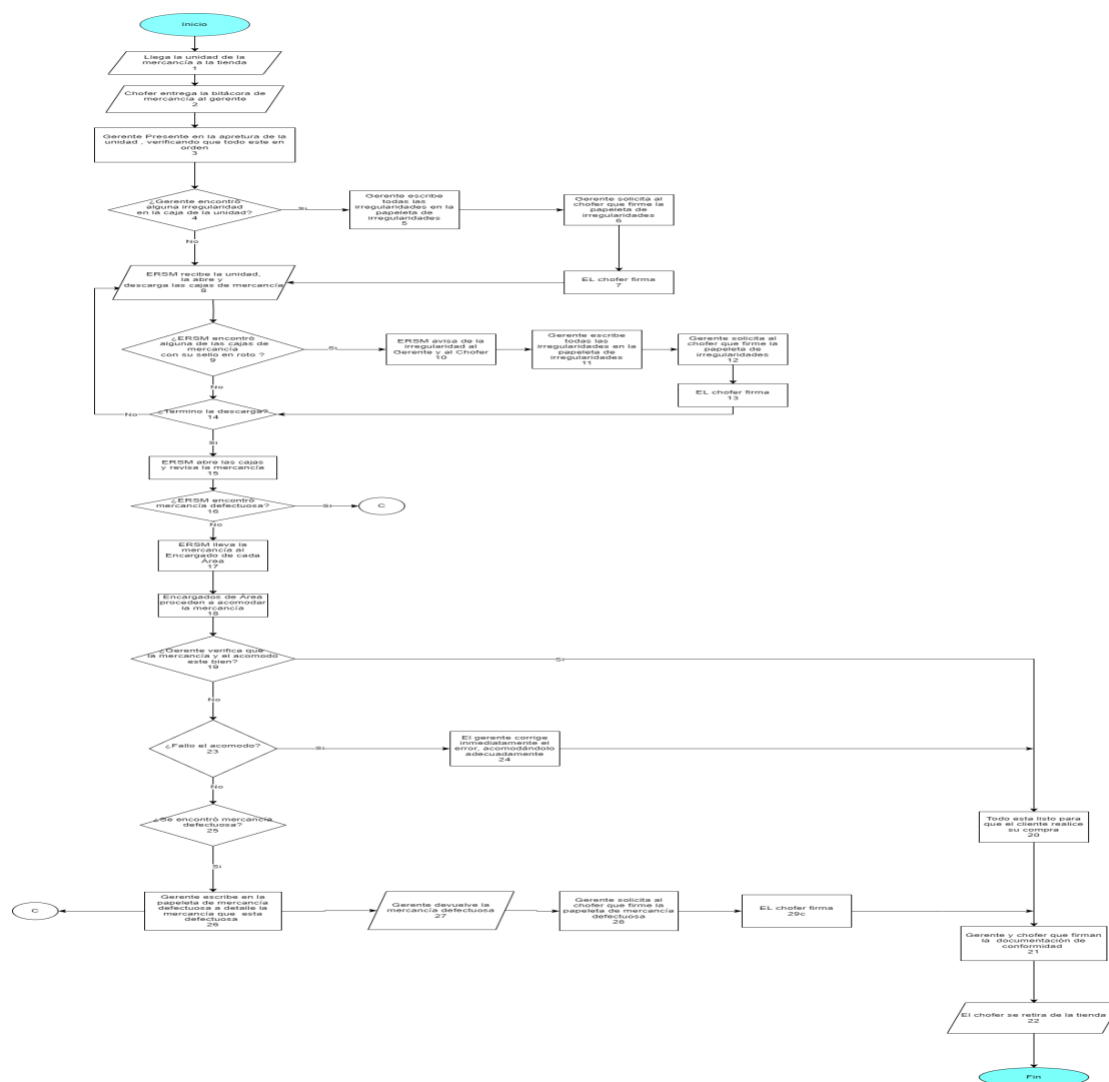 Inicio
Llega la unidad de la
mercancía a la tienda
1
Chofer entrega la bitácora de
mercancía al gerente
2
Gerente Presente en la apretura de la
unidad , verificando que todo este en
orden
3
¿Gerente encontró
alguna irregularidad
en la caja de la unidad?
4
Si
Gerente escribe
todas las
irregularidades en la
papeleta de
irregularidades
5
Gerente solicita al
chofer que firme la
papeleta de
irregularidades
6
No
EL chofer firma
7
ERSM recibe la unidad,
la abre y
descarga las cajas de mercancía
8
¿ERSM encontró
alguna de las cajas de
mercancía
con su sello en roto ?
9
Si
ERSM avisa de la
irregularidad al
Gerente y al Chofer
10
Gerente escribe
todas las
irregularidades en la
papeleta de
irregularidades
11
Gerente solicita al
chofer que firme la
papeleta de
irregularidades
12
No
EL chofer firma
13
¿Termino la descarga?
14
No
Si
ERSM abre las cajas
y revisa la mercancía
15
¿ERSM encontró
mercancía defectuosa?
16
Si
C
No
ERSM lleva la
mercancía al
Encargado de cada
Área
17
Encargados de Área
proceden a acomodar
la mercancía
18
¿Gerente verifica que
la mercancía y el acomodo
este bien?
19
Si
No
¿Fallo el acomodo?
23
Si
El gerente corrige
inmediatamente el
error, acomodándolo
adecuadamente
24
No
¿Se encontró mercancía
defectuosa?
25
Todo esta listo para
que el cliente realice
su compra
20
Si
C
Gerente escribe en la
papeleta de mercancía
defectuosa a detalle la
mercancía que esta
defectuosa
26
Gerente devuelve la
mercancía defectuosa
27
Gerente solicita al
chofer que firme la
papeleta de mercancía
defectuosa
28
EL chofer firma
29c
Gerente y chofer que firman
la documentación de
conformidad
21
El chofer se retira de la tienda
22
Fin